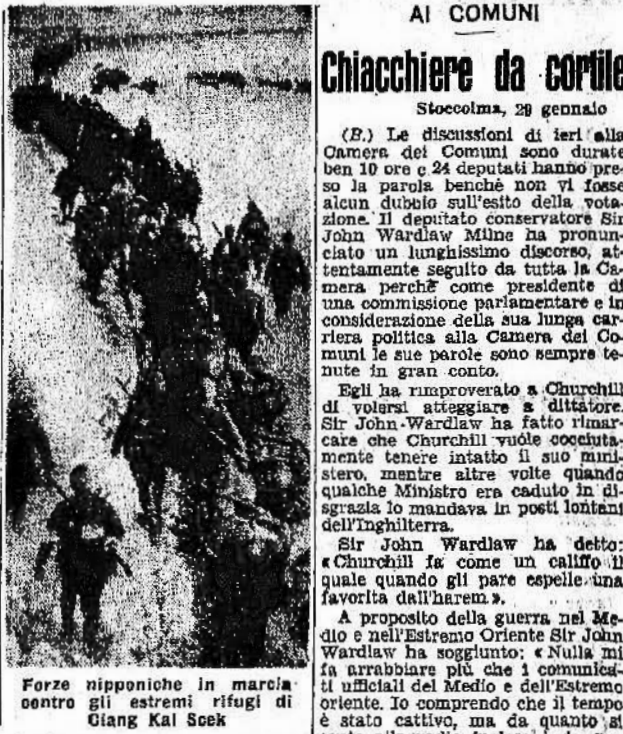 Forze nipponiche in marcia
contro gli estremi rifugi di
Ciang Kai Scek
AI COMUNI
Chiacchiere da cortile
Stoccolma, 29 gennaio
(B.) Le discussioni di ieri alla
Camera dei Comuni sono durate
ben 10 ore e 24 deputati hanno pre-
so la parola benchè non vi fosse
alcun dubbio sull'esito della vota-
zione. Il deputato conservatore Sir
John Wardlaw Milne ha pronun-
ciato un lunghissimo discorso, at-
tentamente seguito da tutta la Ca-
mera perchè come presidente di
una commissione parlamentare e in
considerazione della sua lunga car-
riera politica alla Camera dei Co-
muni le sue parole sono sempre te-
nute in gran conto.
Egli ha rimproverato a Churchill
di volersi atteggiare a dittatore.
Sir John-Wardlaw ha fatto rimar-
care che Churchill vuole cocciuta-
mente tenere intatto il suo mini-
stero, mentre altre volte quando
qualche Ministro era caduto in di-
sgrazia lo mandava in posti lontani
dell'Inghilterra.
Sir John Wardlaw ha detto:
«Churchill fa come un califfo il
quale quando gli pare espelle una
favorita dall'harem».
A proposito della guerra nel Me-
dio e nell'Estremo Oriente Sir John
Wardlaw ha soggiunto: «Nulla mi
fa arrabbiare più che i comunica-
ti ufficiali del Medio e dell'Estremo
oriente. Io comprendo che il tempo
è stato cattivo, ma da quanto si